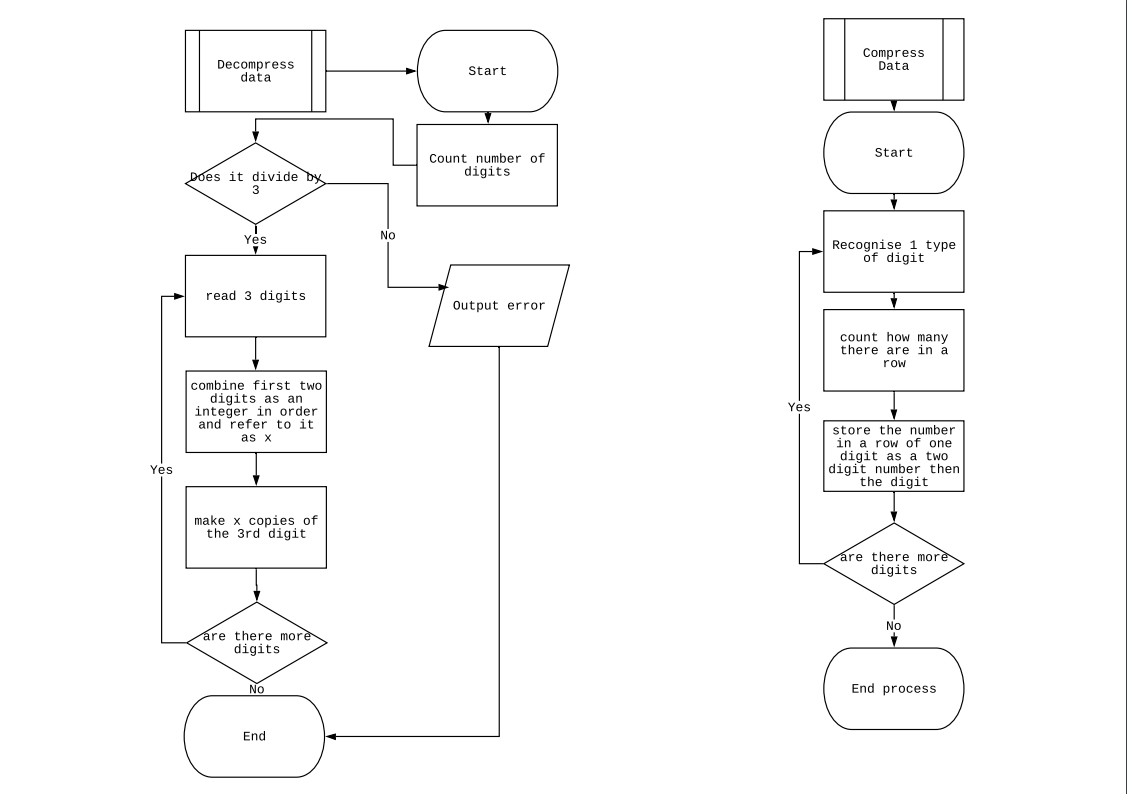 Decompress
data
Start
Count number of
digits
Does it divide by
3
Yes
No
read 3 digits
Output error
combine first two
digits as an
integer in order
and refer to it
as x
Yes
make x copies of
the 3rd digit
are there more
digits
No
End
Compress
Data
Start
Recognise 1 type
of digit
count how many
there are in a
row
Yes
store the number
in a row of one
digit as a two
digit number then
the digit
are there more
digits
No
End process